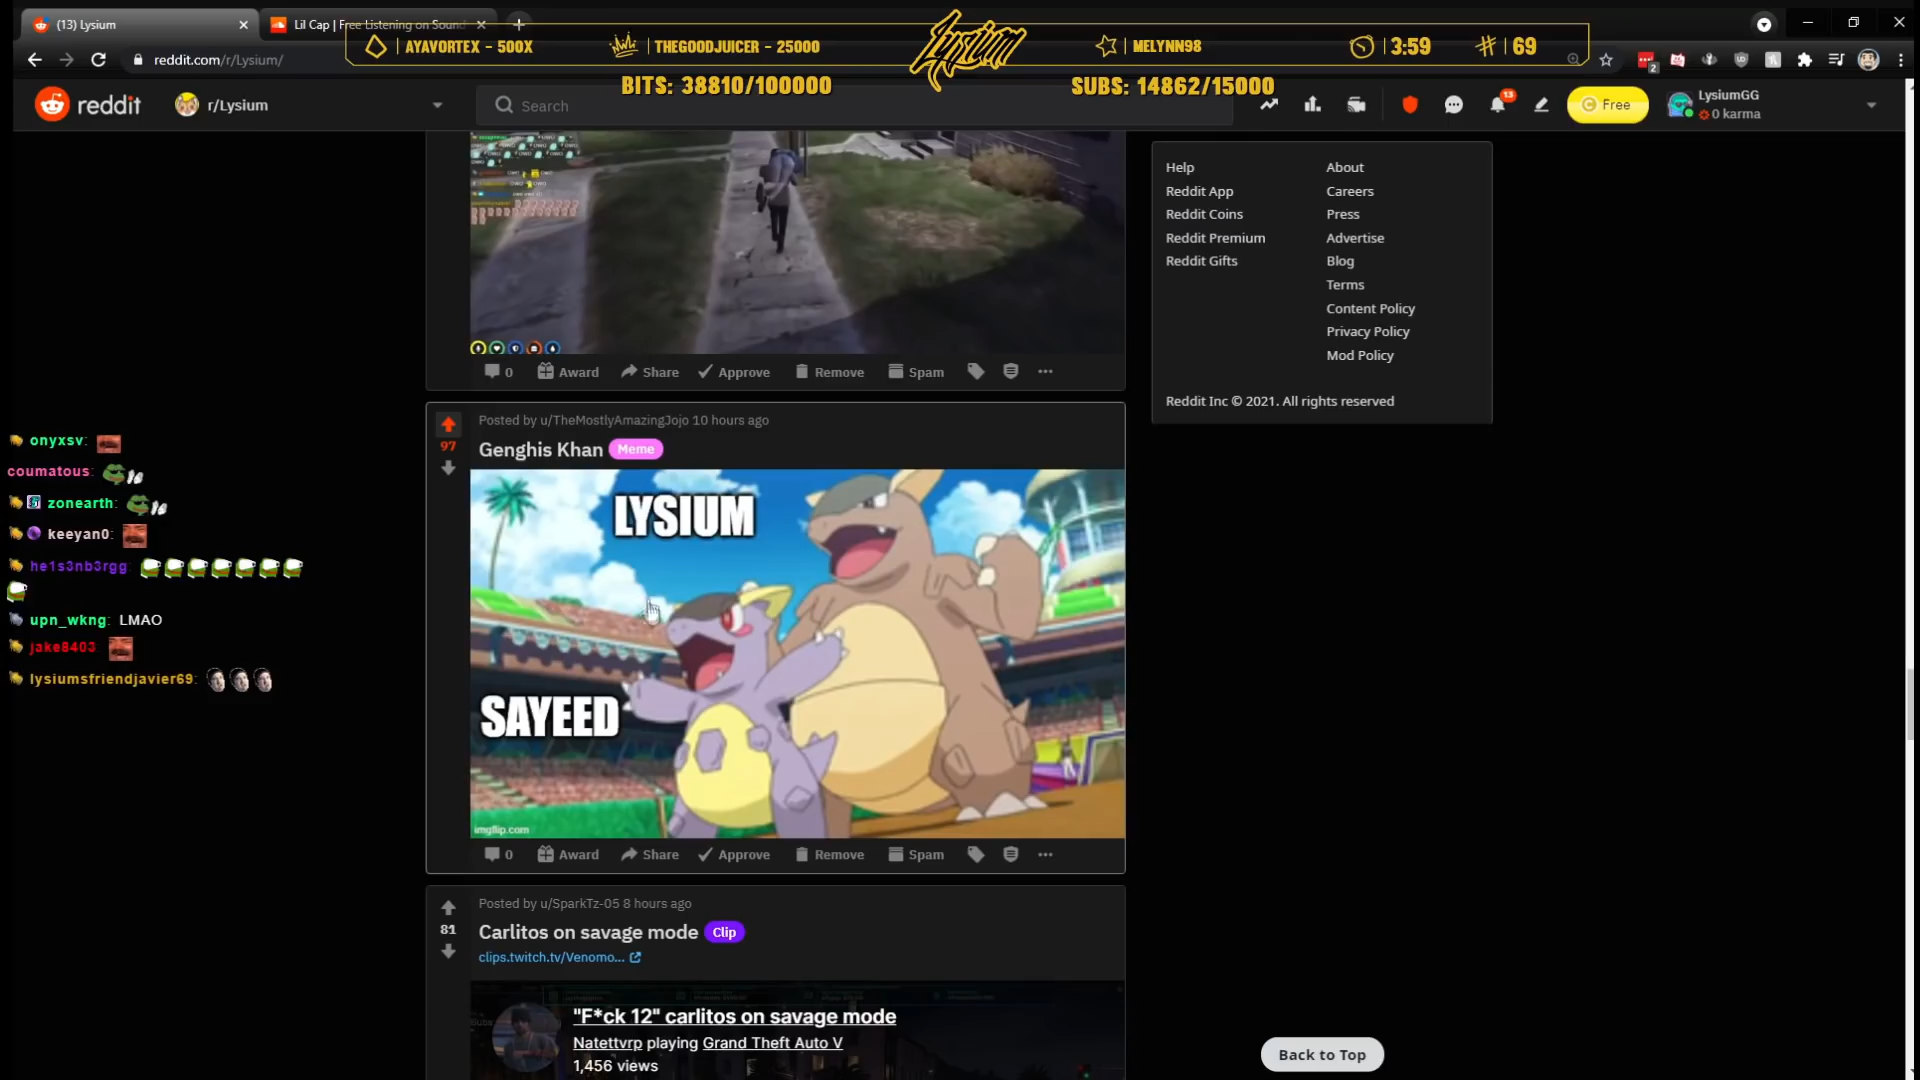 (13) Lysium
Lil Cap | Free Listening on Sound
AYAVORTEX - 500X
THEGOODJUICER - 25000
Lysium
MELYNN98
3:59
69
reddit.com/r/Lysium/
2
BITS: 38810/100000
SUBS: 14862/15000
reddit
r/Lysium
Search
13
Free
LysiumGG
0 karma
Help
About
Reddit App
Careers
Reddit Coins
Press
Reddit Premium
Advertise
Reddit Gifts
Blog
Terms
Content Policy
Privacy Policy
Mod Policy
Reddit Inc © 2021. All rights reserved
0 Award Share Approve Remove Spam
Posted by u/TheMostlyAmazingJojo 10 hours ago
97
Genghis Khan Meme
LYSIUM
SAYEED
imgflip.com
0 Award Share Approve Remove Spam
onyxsv:
coumatous:
zonearth:
keeyan0:
he1s3nb3rgg:
upn_wkng: LMAO
jake8403
lysiumsfriendjavier69:
Posted by u/SparkTz-05 8 hours ago
81
Carlitos on savage mode Clip
clips.twitch.tv/Venomo...
"F*ck 12" carlitos on savage mode
Natettvrp playing Grand Theft Auto V
1,456 views
Back to Top